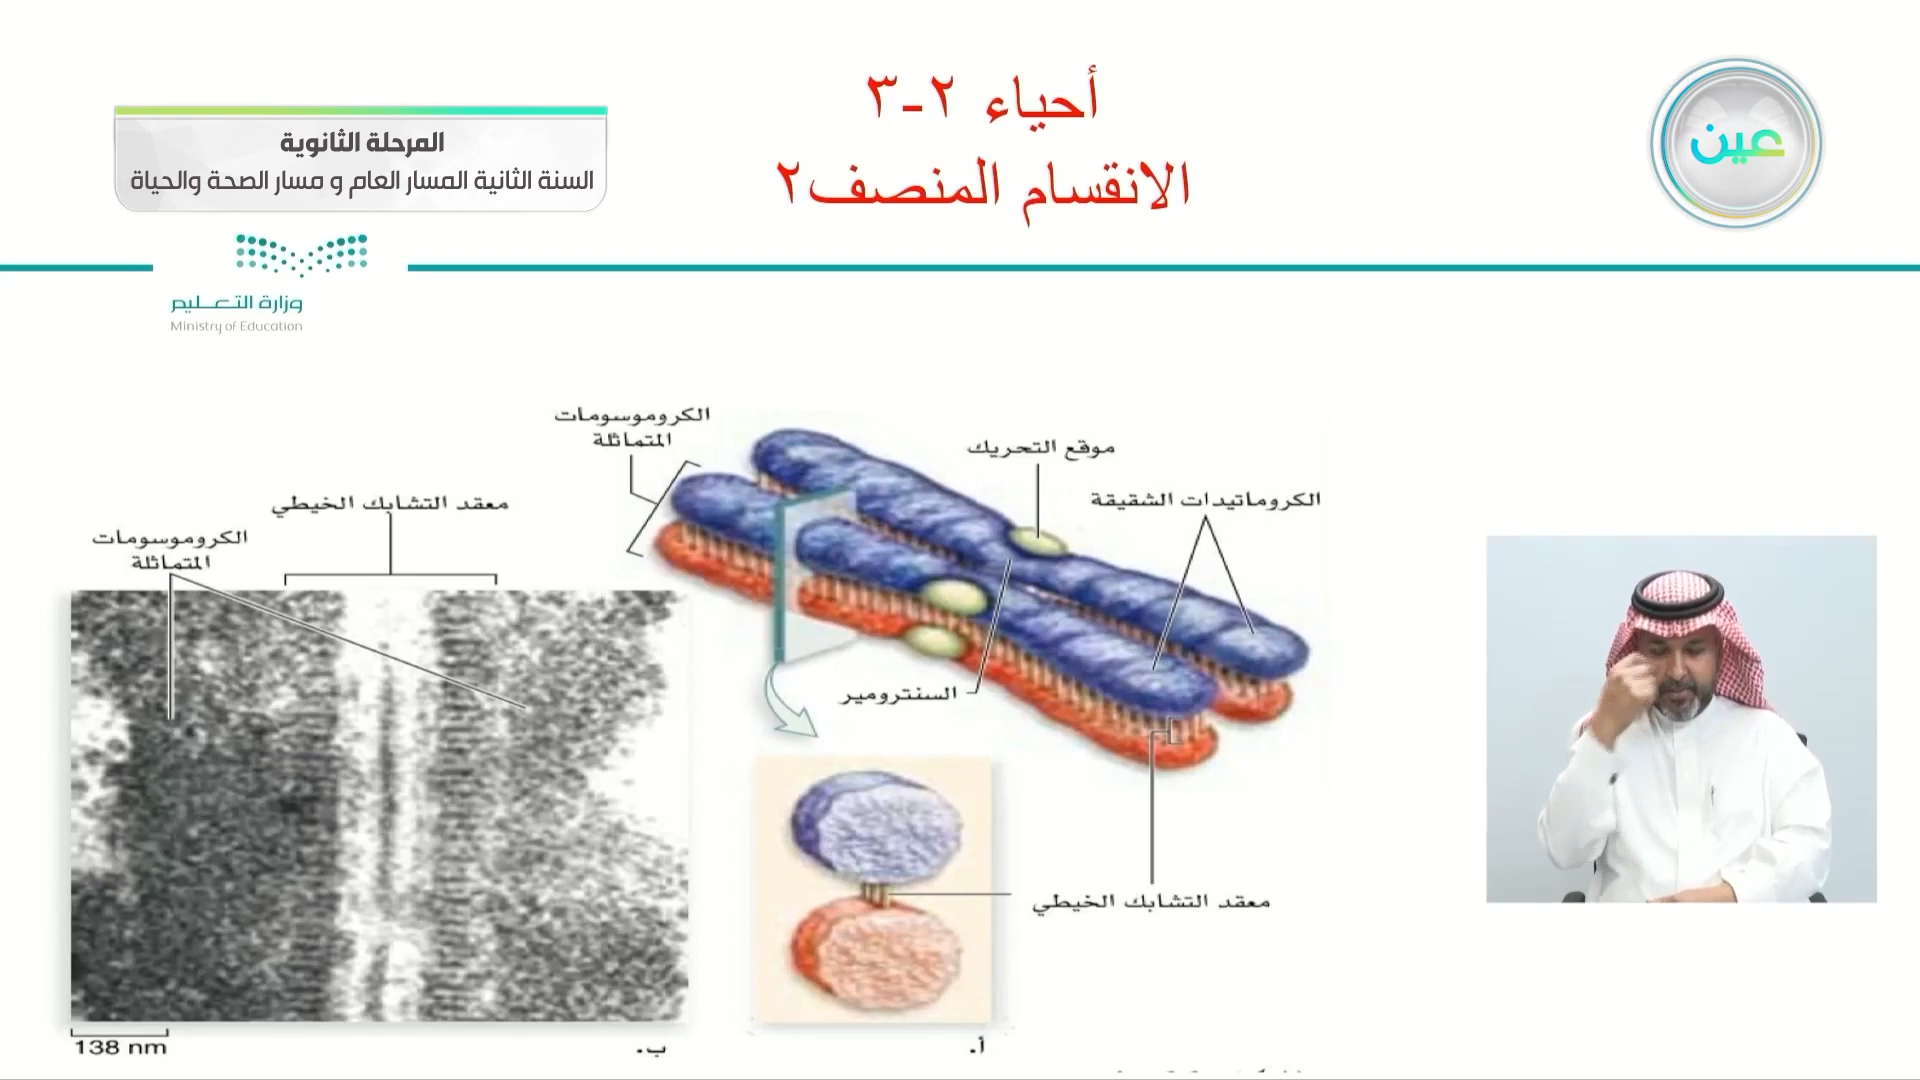 أحياء ٢-٣
الانقسام المنصف٢
عين
المرحلة الثانوية
السنة الثانية المسار العام و مسار الصحة والحياة
وزارة التعليم
Ministry of Education
الكروموسومات
المتماثلة
موقع التحريك
الكروماتيدات الشقيقة
معقد التشابك الخيطي
الكروموسومات
المتماثلة
السنترومير
معقد التشابك الخيطي
أ.
ب.
138 nm